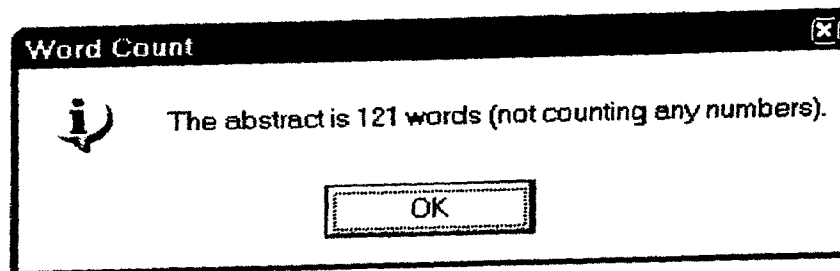 Word Count
The abstract is 121 words (not counting any numbers).
OK